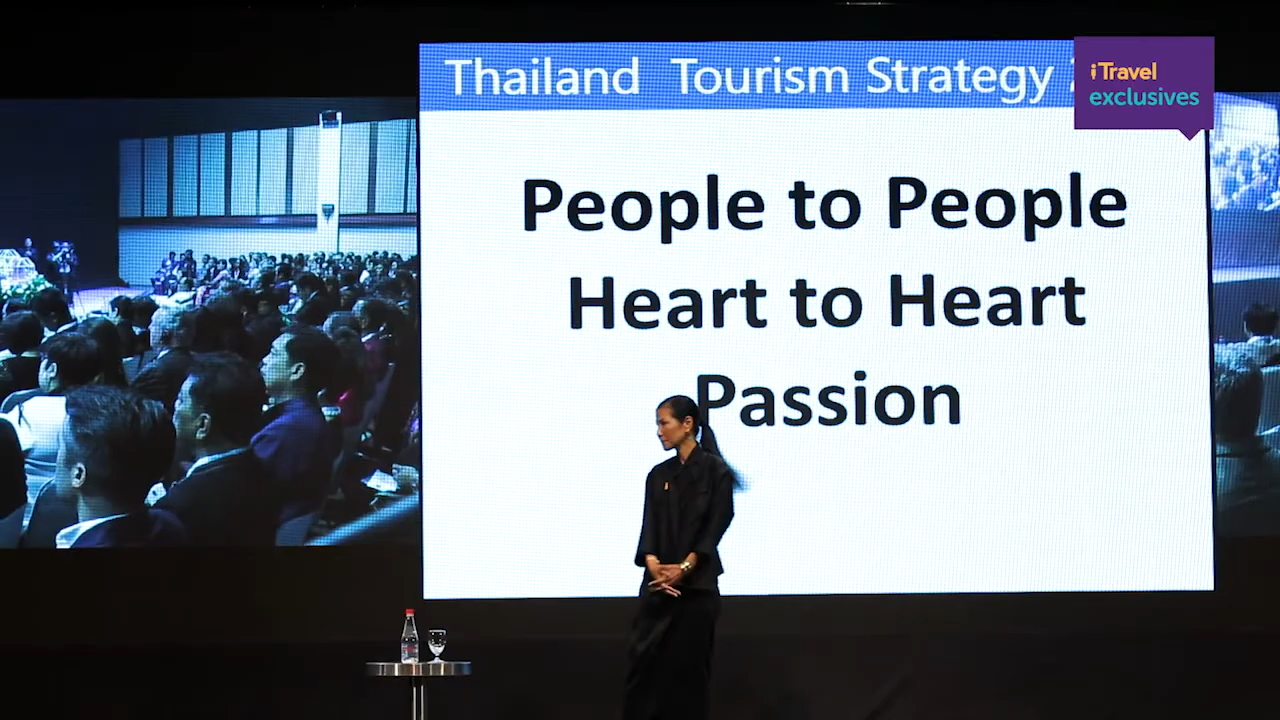 Thailand Tourism Strategy
iTravel
exclusives
People to People
Heart to Heart
Passion